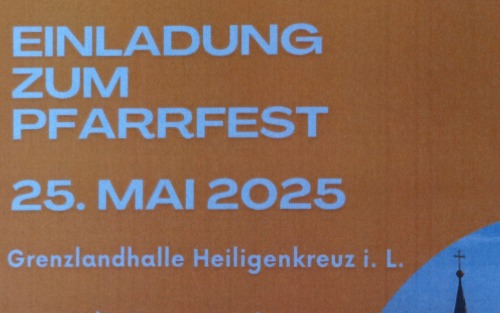 EINLADUNG
ZUM
PFARRFEST
25. MAI 2025
Grenzlandhalle Heiligenkreuz i. L.